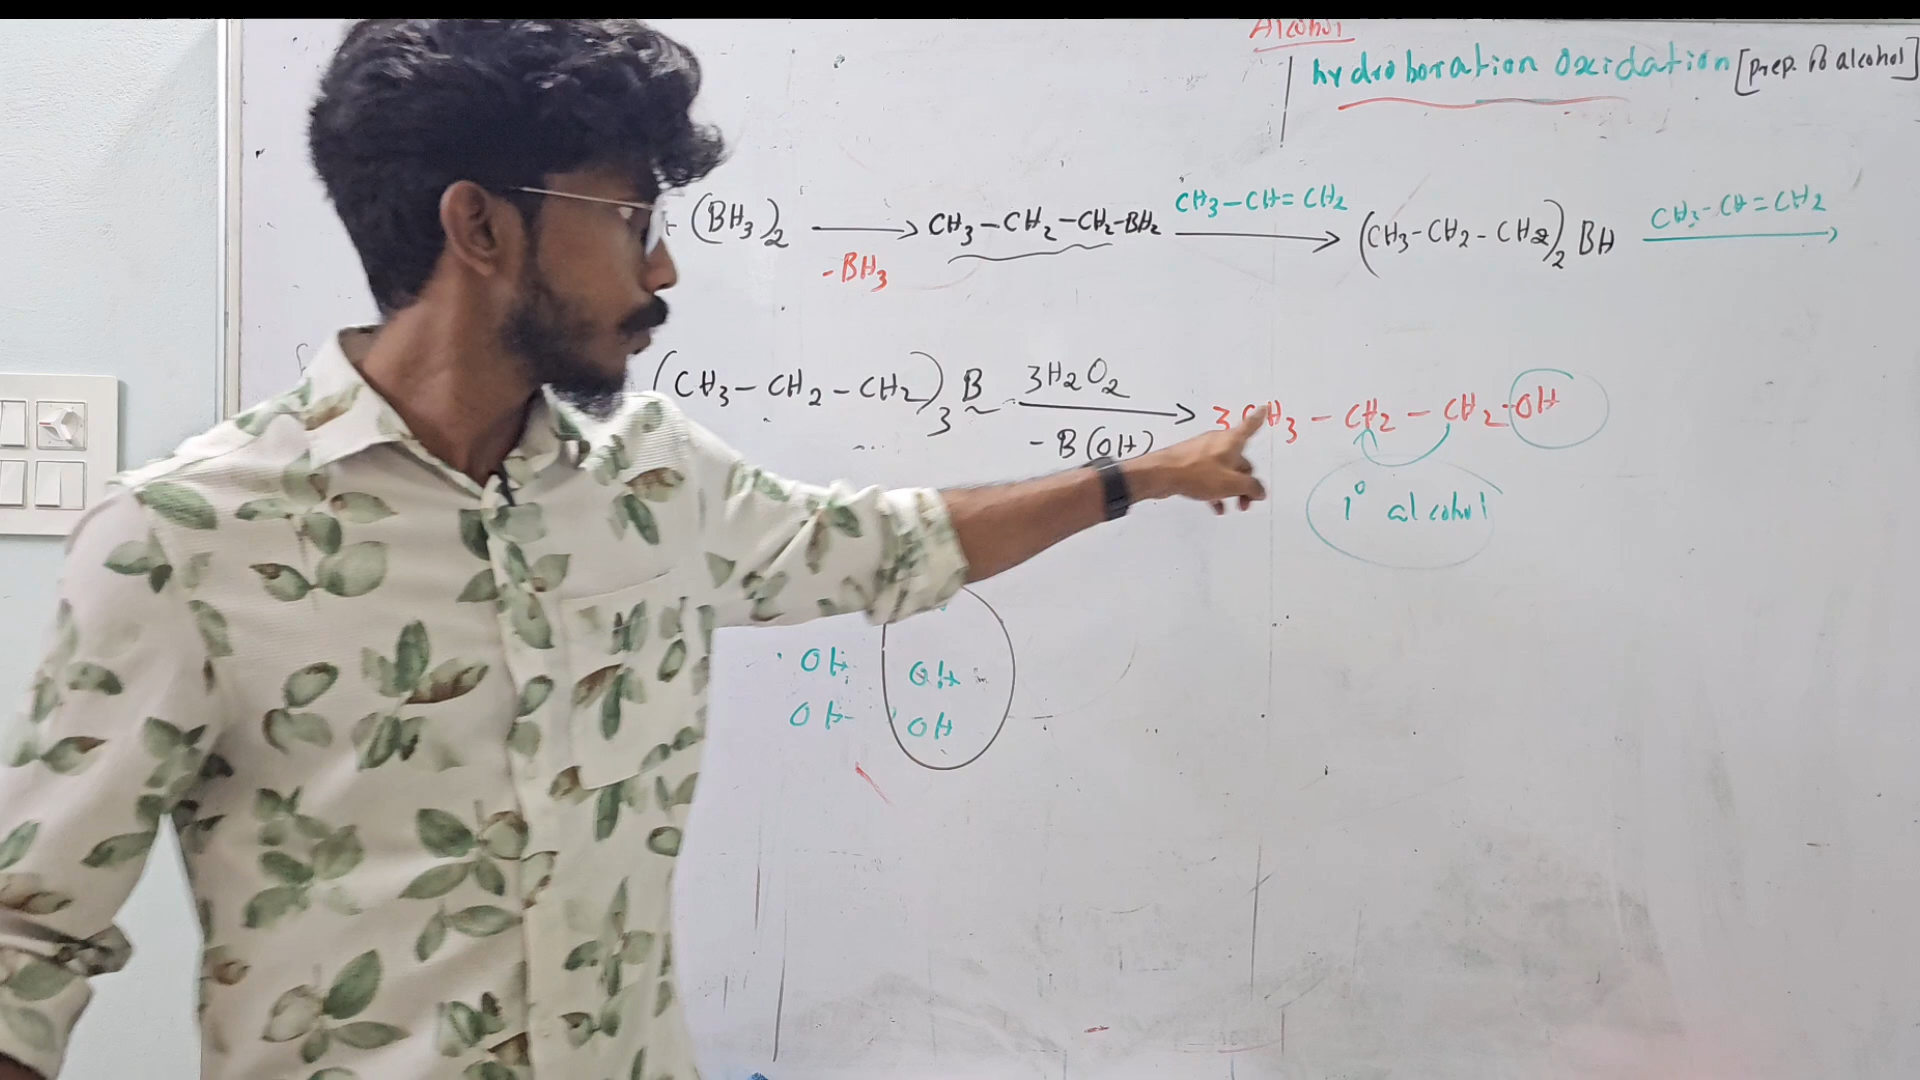 Alcohol
hydroboration Oxidation [prep. of alcohol]
+ (BH3)2 → CH3-CH2-CH2-BH2 → (CH3-CH2-CH2)2 BH →
-BH3
CH3-CH=CH2
CH3-CH=CH2
(CH3-CH2-CH2)3 B → 3CH3-CH2-CH2-OH
3H2O2
-B(OH)
1° alcohol
OH OH
OH OH